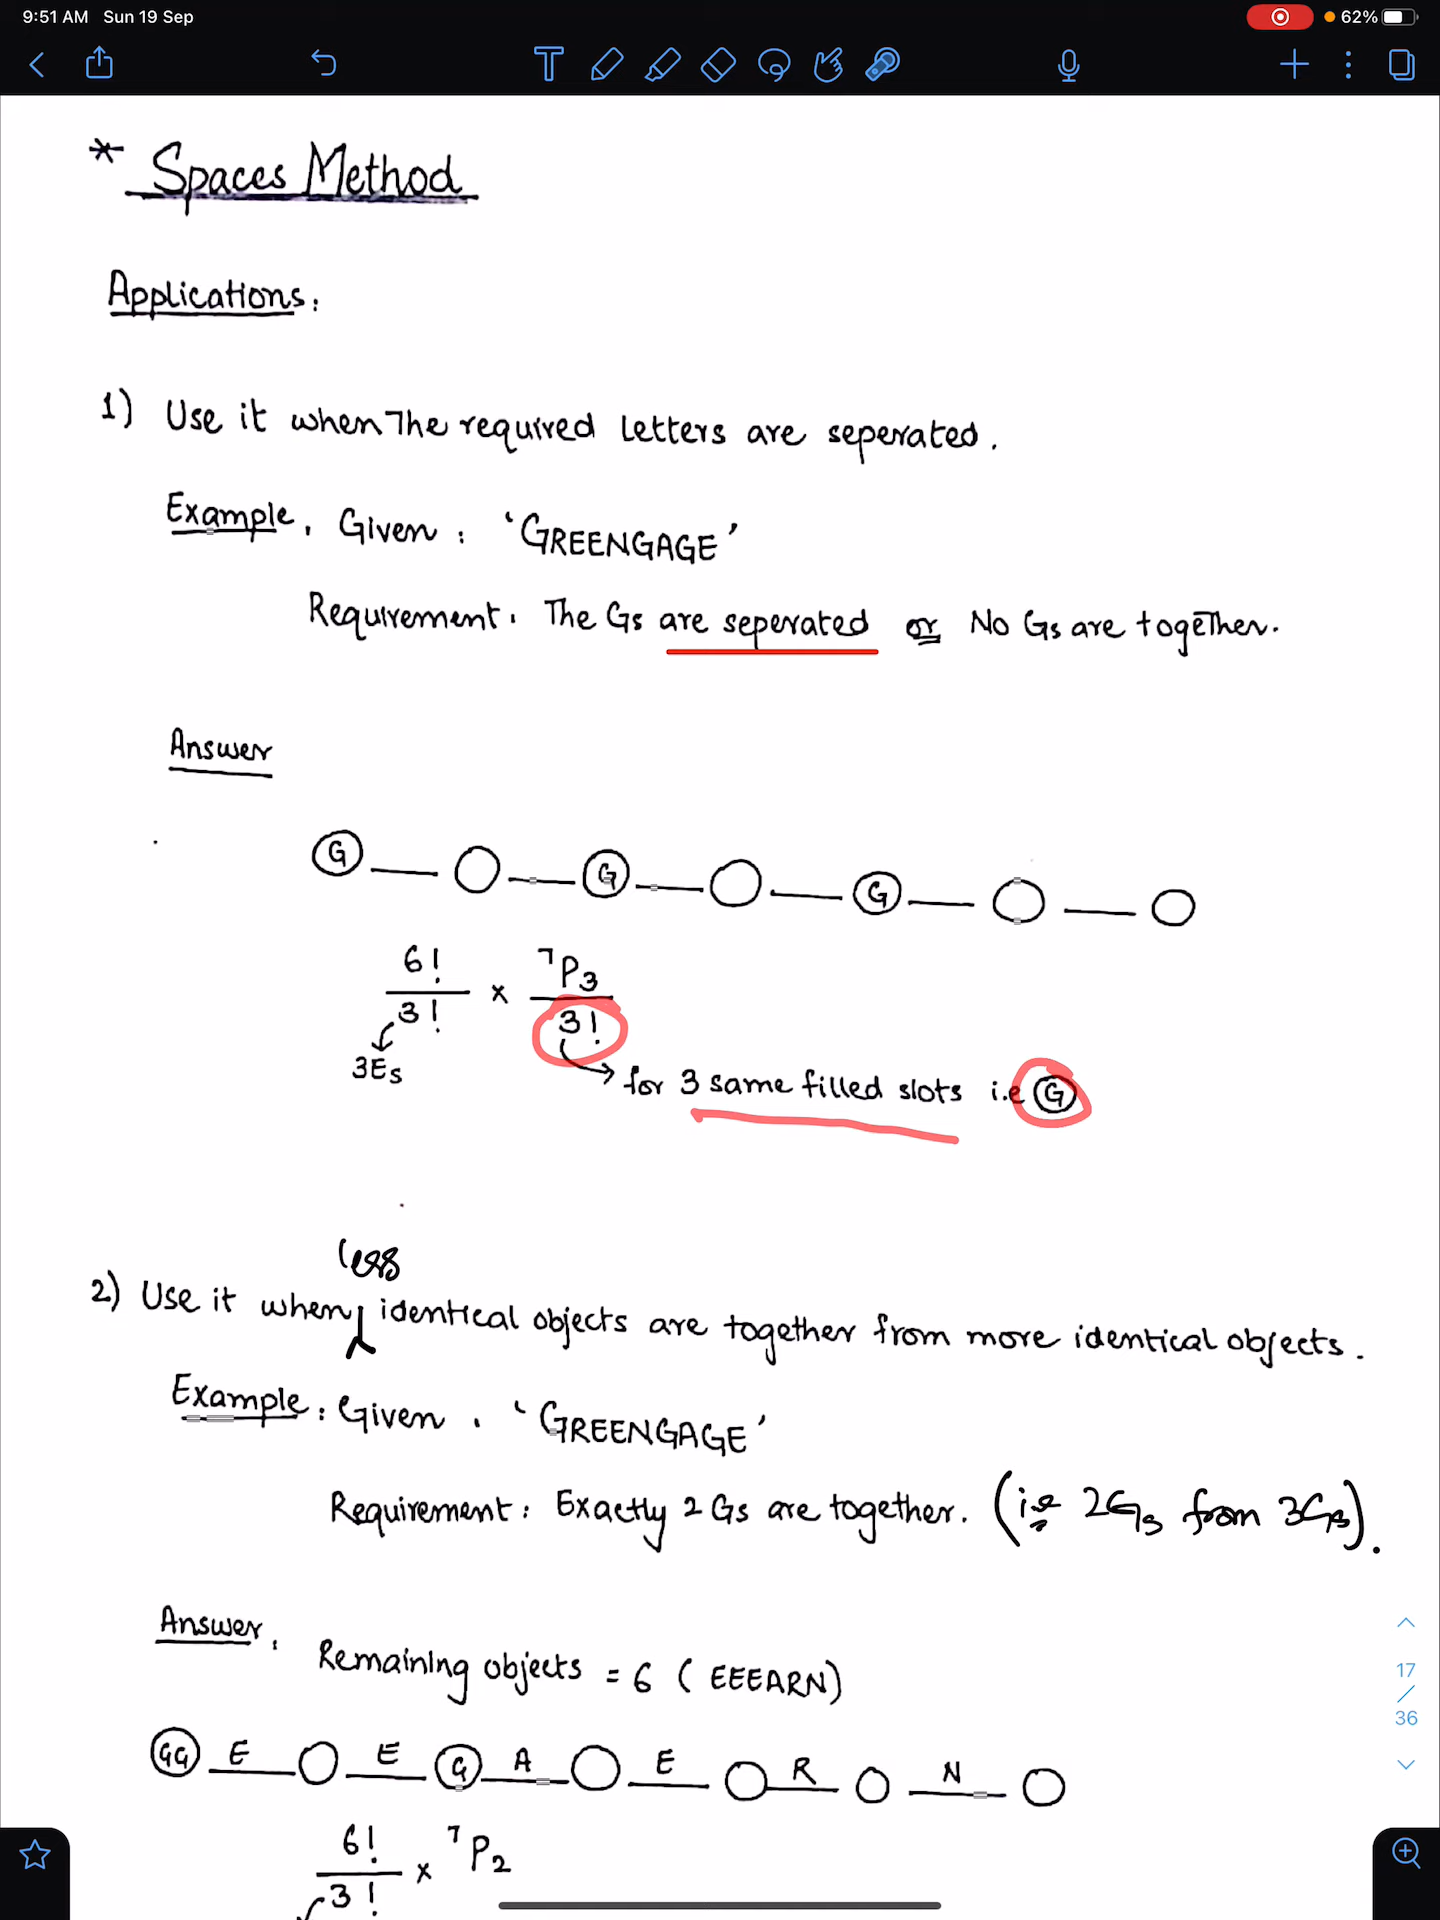 9:51 AM Sun 19 Sep
62%
* Spaces Method
Applications:
1) Use it when The required letters are seperated.
Example. Given: 'GREENGAGE'
Requirement: The Gs are seperated or No Gs are together.
Answer
G G G
6! / 3! x ⁷P₃ / 3!
3Es
for 3 same filled slots i.e G
less
2) Use it when identical objects are together from more identical objects.
Example: Given. 'GREENGAGE'
Requirement: Exactly 2 Gs are together. (i.e 2Gs from 3Gs).
Answer:
Remaining objects = 6 (EEEARN)
GG E E G A E R N
6! / 3! x ⁷P₂
17
/
36